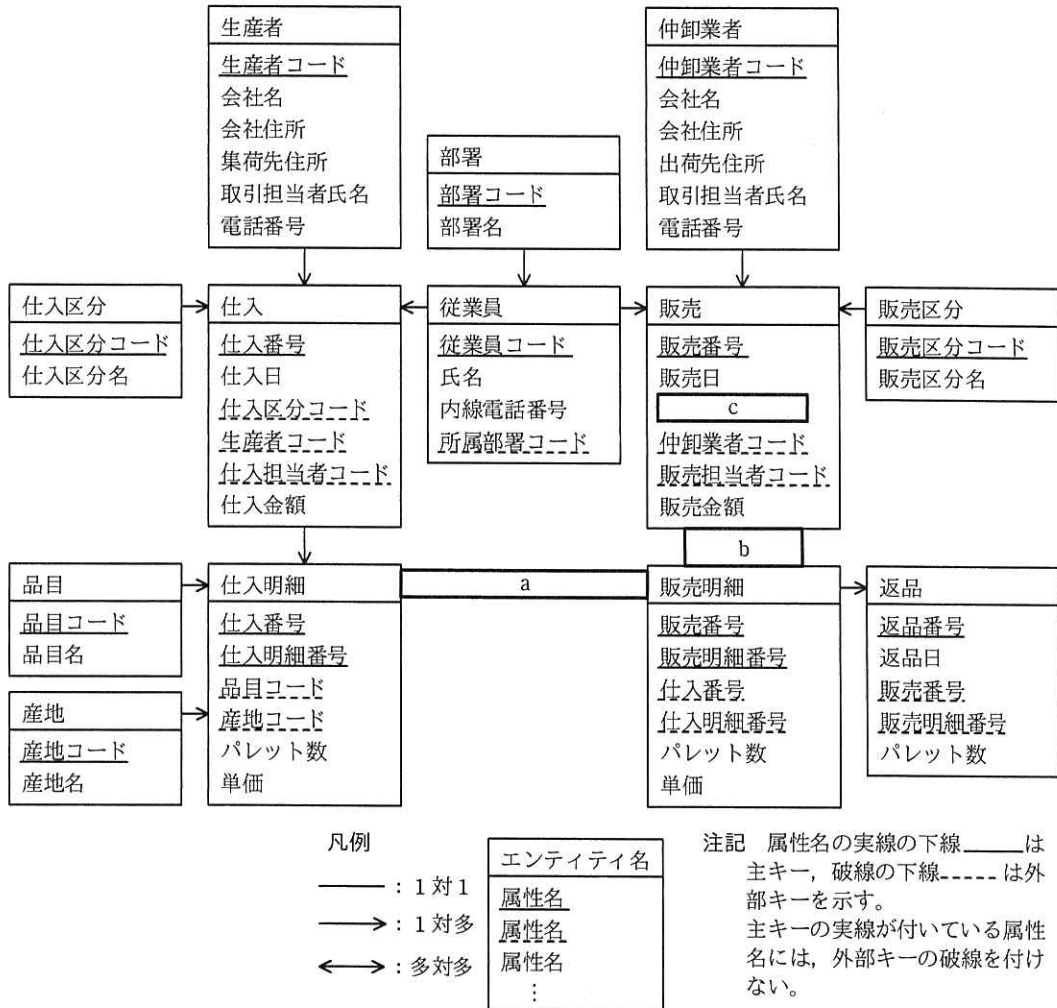 生産者
生産者コード
会社名
会社住所
集荷先住所
取引担当者氏名
電話番号
部署
部署コード
部署名
仲卸業者
仲卸業者コード
会社名
会社住所
出荷先住所
取引担当者氏名
電話番号
仕入区分
仕入区分コード
仕入区分名
仕入
仕入番号
仕入日
仕入区分コード
生産者コード
仕入担当者コード
仕入金額
従業員
従業員コード
氏名
内線電話番号
所属部署コード
販売
販売番号
販売日
c
仲卸業者コード
販売担当者コード
販売金額
販売区分
販売区分コード
販売区分名
品目
品目コード
品目名
産地
産地コード
産地名
仕入明細
仕入番号
仕入明細番号
品目コード
産地コード
パレット数
単価
a
b
販売明細
販売番号
販売明細番号
仕入番号
仕入明細番号
パレット数
単価
返品
返品番号
返品日
販売番号
販売明細番号
パレット数
凡例
：1対1
：1対多
：多対多
エンティティ名
属性名
属性名
属性名
⋮
注記 属性名の実線の下線＿＿＿は
主キー，破線の下線-----は外
部キーを示す。
主キーの実線が付いている属性
名には，外部キーの破線を付け
ない。